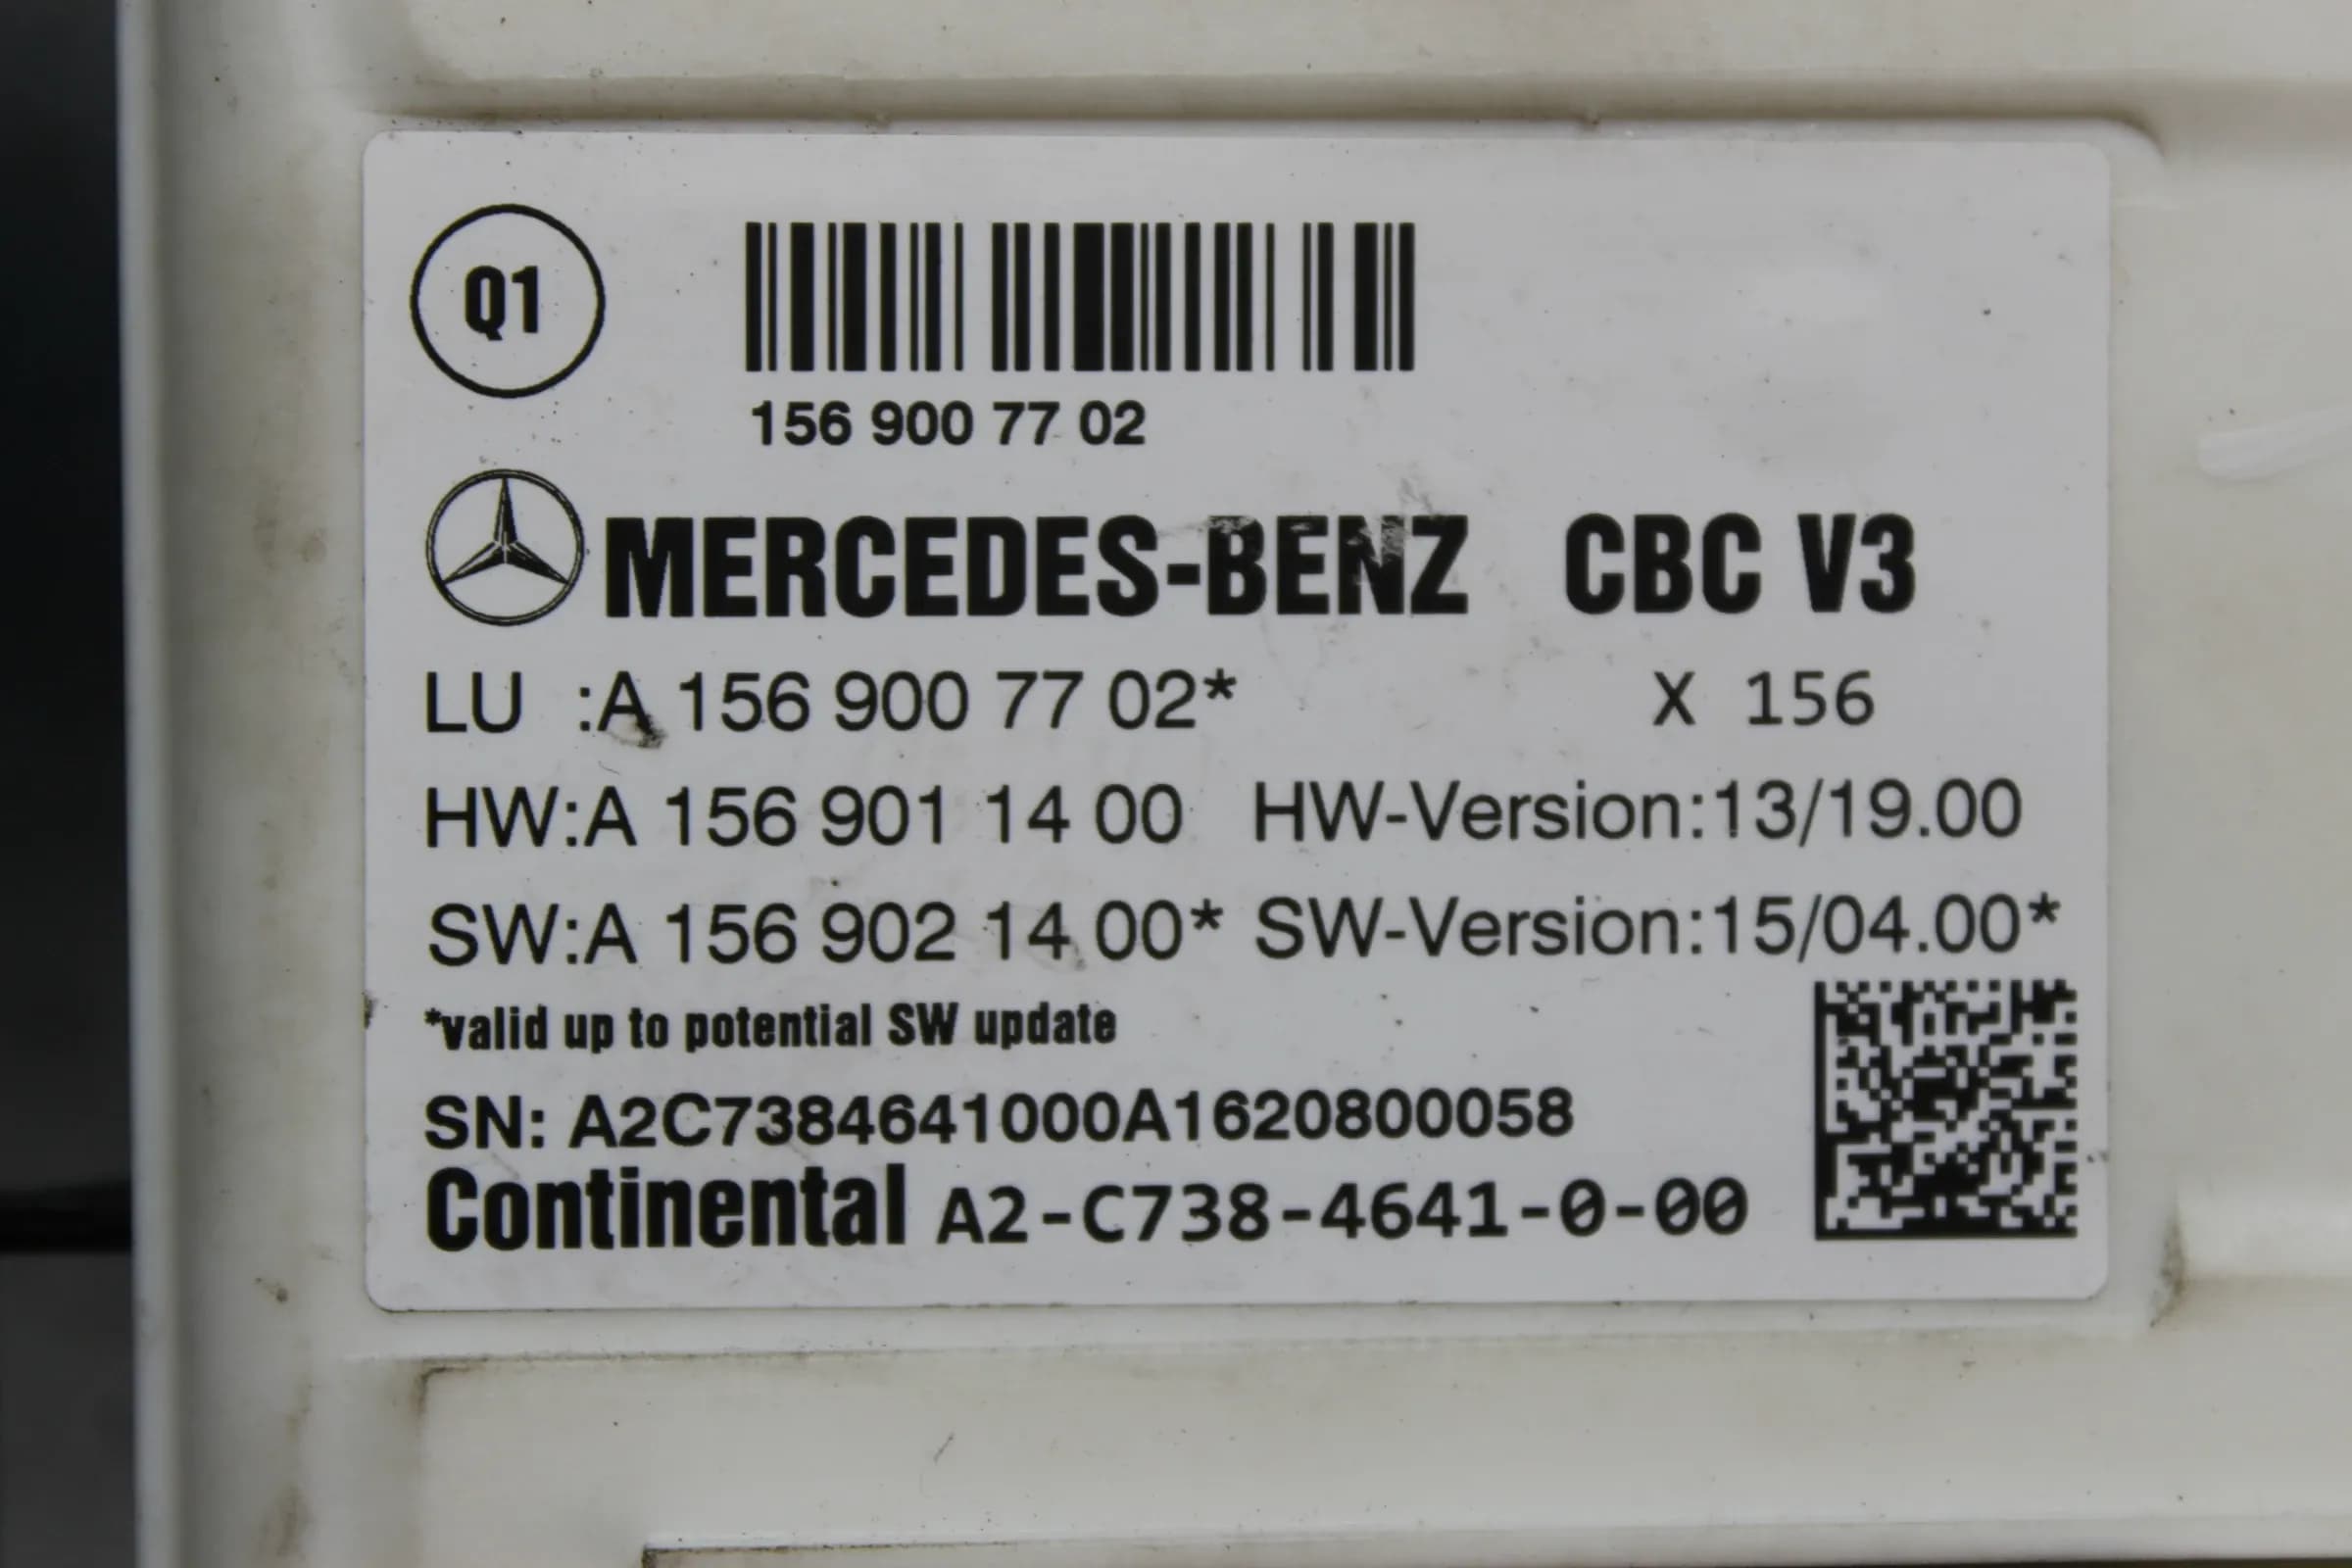 Q1
156 900 77 02
MERCEDES-BENZ CBC V3
LU :A 156 900 77 02* X 156
HW:A 156 901 14 00 HW-Version:13/19.00
SW:A 156 902 14 00* SW-Version:15/04.00*
*valid up to potential SW update
SN: A2C7384641000A1620800058
Continental A2-C738-4641-0-00